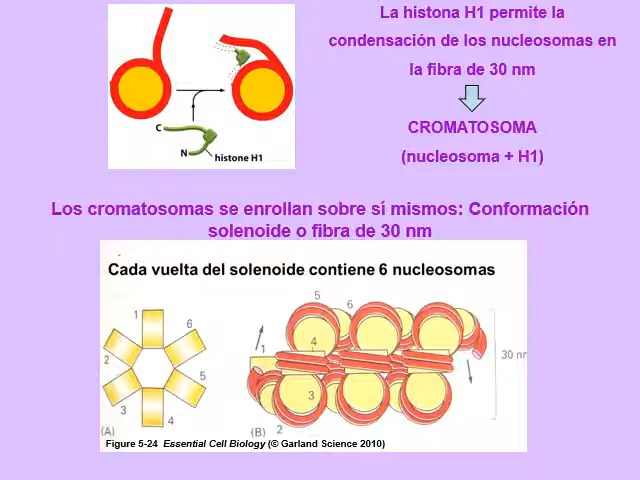 La histona H1 permite la
condensación de los nucleosomas en
la fibra de 30 nm
CROMATOSOMA
(nucleosoma + H1)
C
N
histone H1
Los cromatosomas se enrollan sobre sí mismos: Conformación
solenoide o fibra de 30 nm
Cada vuelta del solenoide contiene 6 nucleosomas
1
6
2
5
3
4
(A)
5
6
4
1
3
2
(B)
30 nm
Figure 5-24 Essential Cell Biology (© Garland Science 2010)